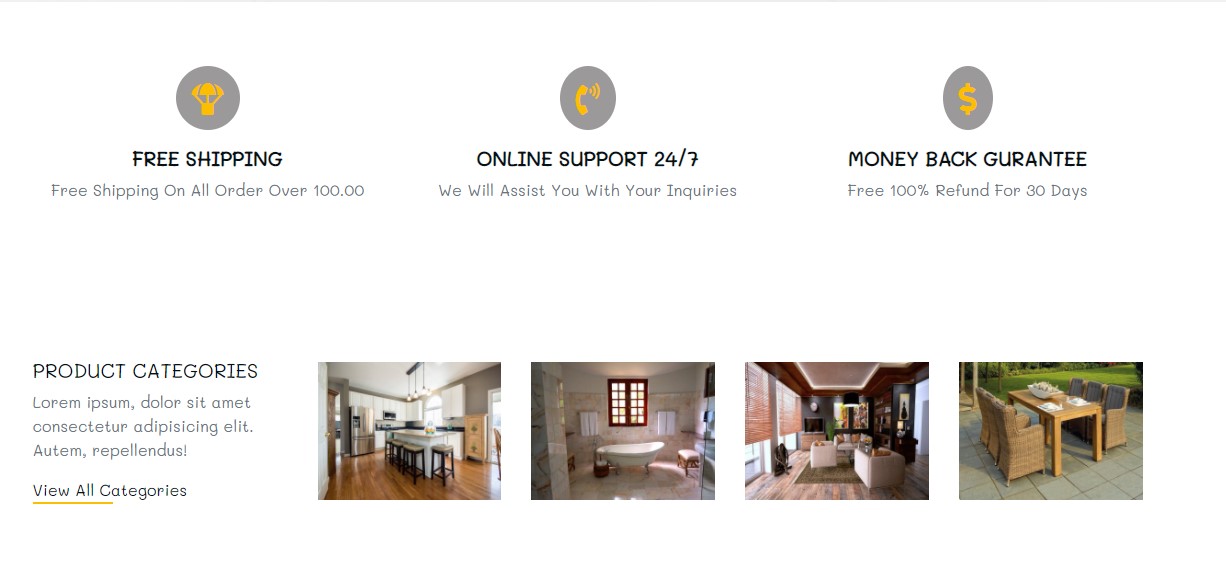 FREE SHIPPING
Free Shipping On All Order Over 100.00
ONLINE SUPPORT 24/7
We Will Assist You With Your Inquiries
MONEY BACK GURANTEE
Free 100% Refund For 30 Days
PRODUCT CATEGORIES
Lorem ipsum, dolor sit amet
consectetur adipisicing elit.
Autem, repellendus!
View All Categories